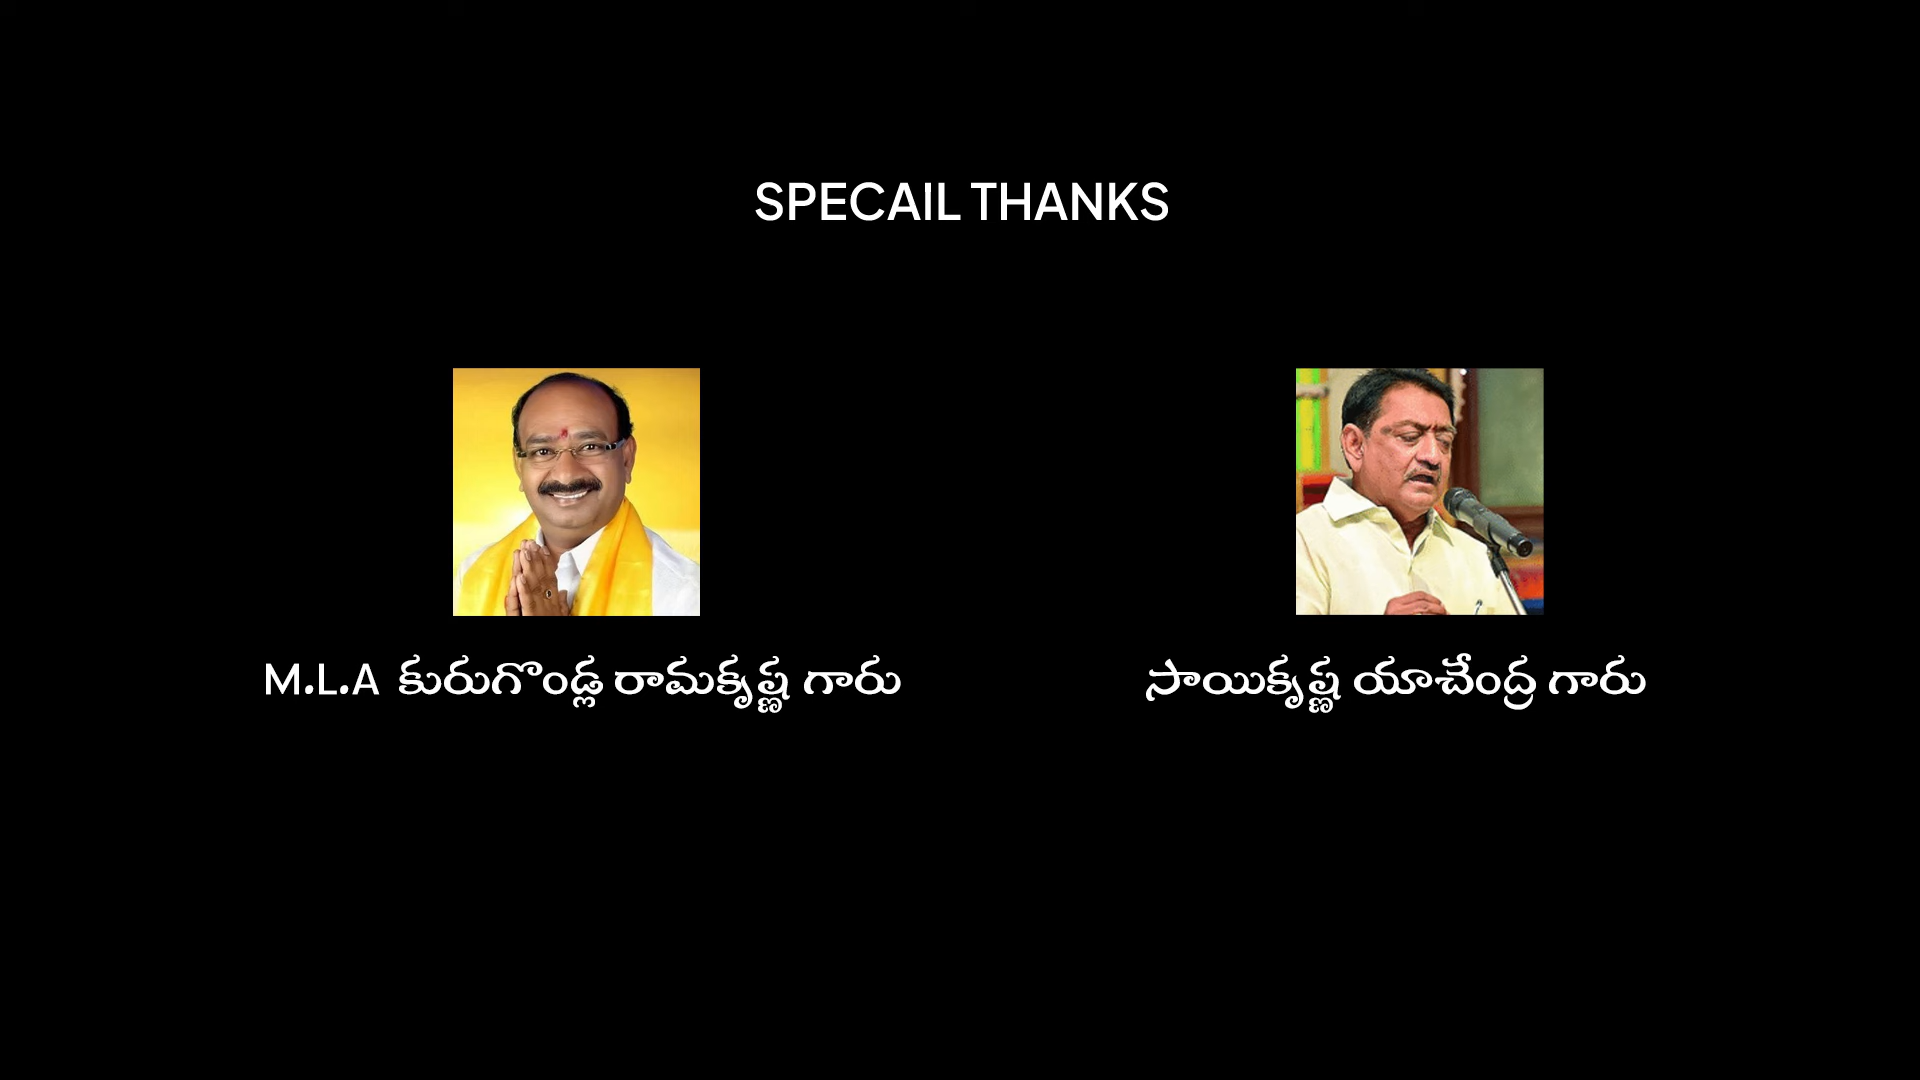 SPECAIL THANKS
M.L.A కురుగొండ్ల రామకృష్ణ గారు
సాయికృష్ణ యాచేంద్ర గారు